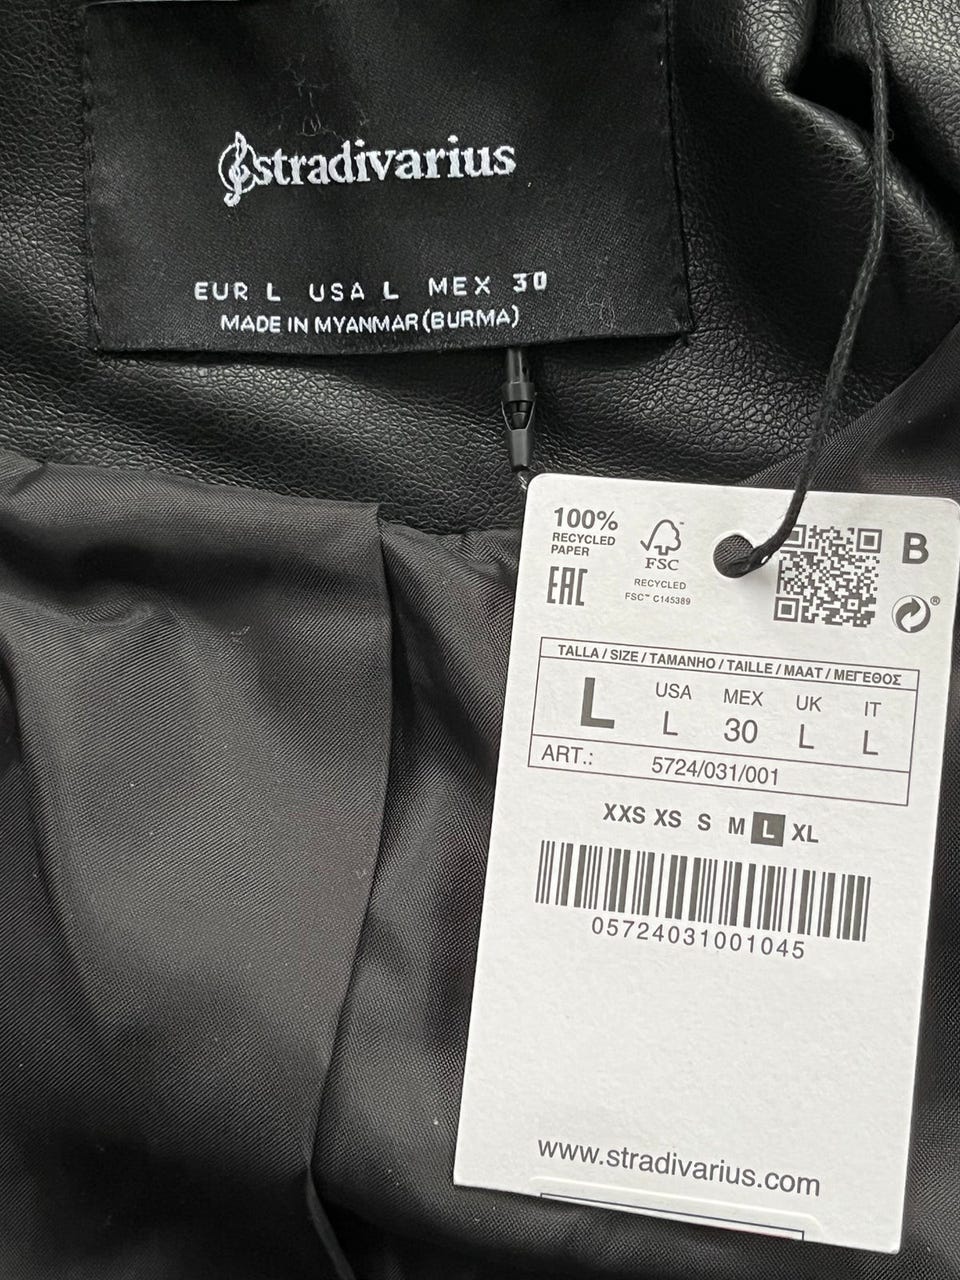 stradivarius
EUR L USA L MEX 30
MADE IN MYANMAR (BURMA)
100%
RECYCLED
PAPER
EAC
FSC
RECYCLED
FSC™ C145389
B
TALLA / SIZE / TAMANHO / TAILLE / MAAT / ΜΕΓΕΘΟΣ
L USA L MEX 30 UK L IT L
ART.: 5724/031/001
XXS XS S M L XL
05724031001045
www.stradivarius.com